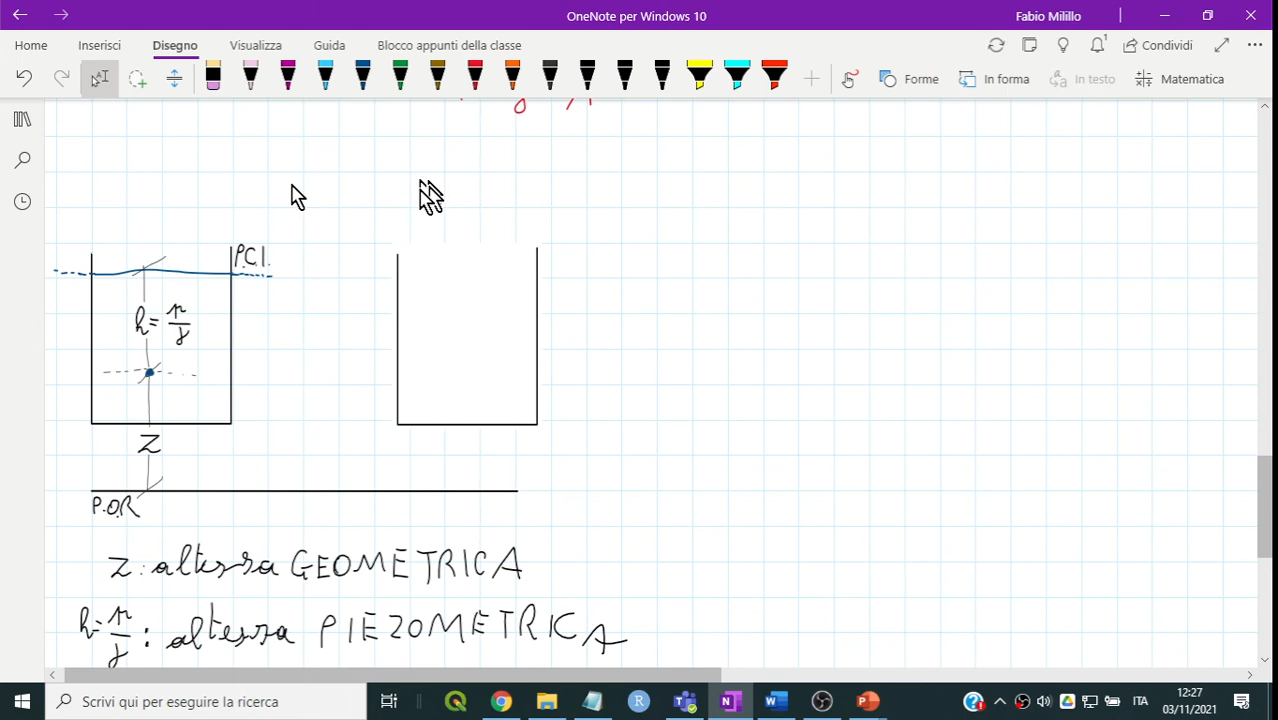 OneNote per Windows 10
Fabio Milillo
Home Inserisci Disegno Visualizza Guida Blocco appunti della classe Condividi
Forme In forma In testo Matematica
P.C.I.
h = p/γ
Z
P.O.R
z: altezza GEOMETRICA
h = p/γ : altezza PIEZOMETRICA
Scrivi qui per eseguire la ricerca
ITA
12:27
03/11/2021